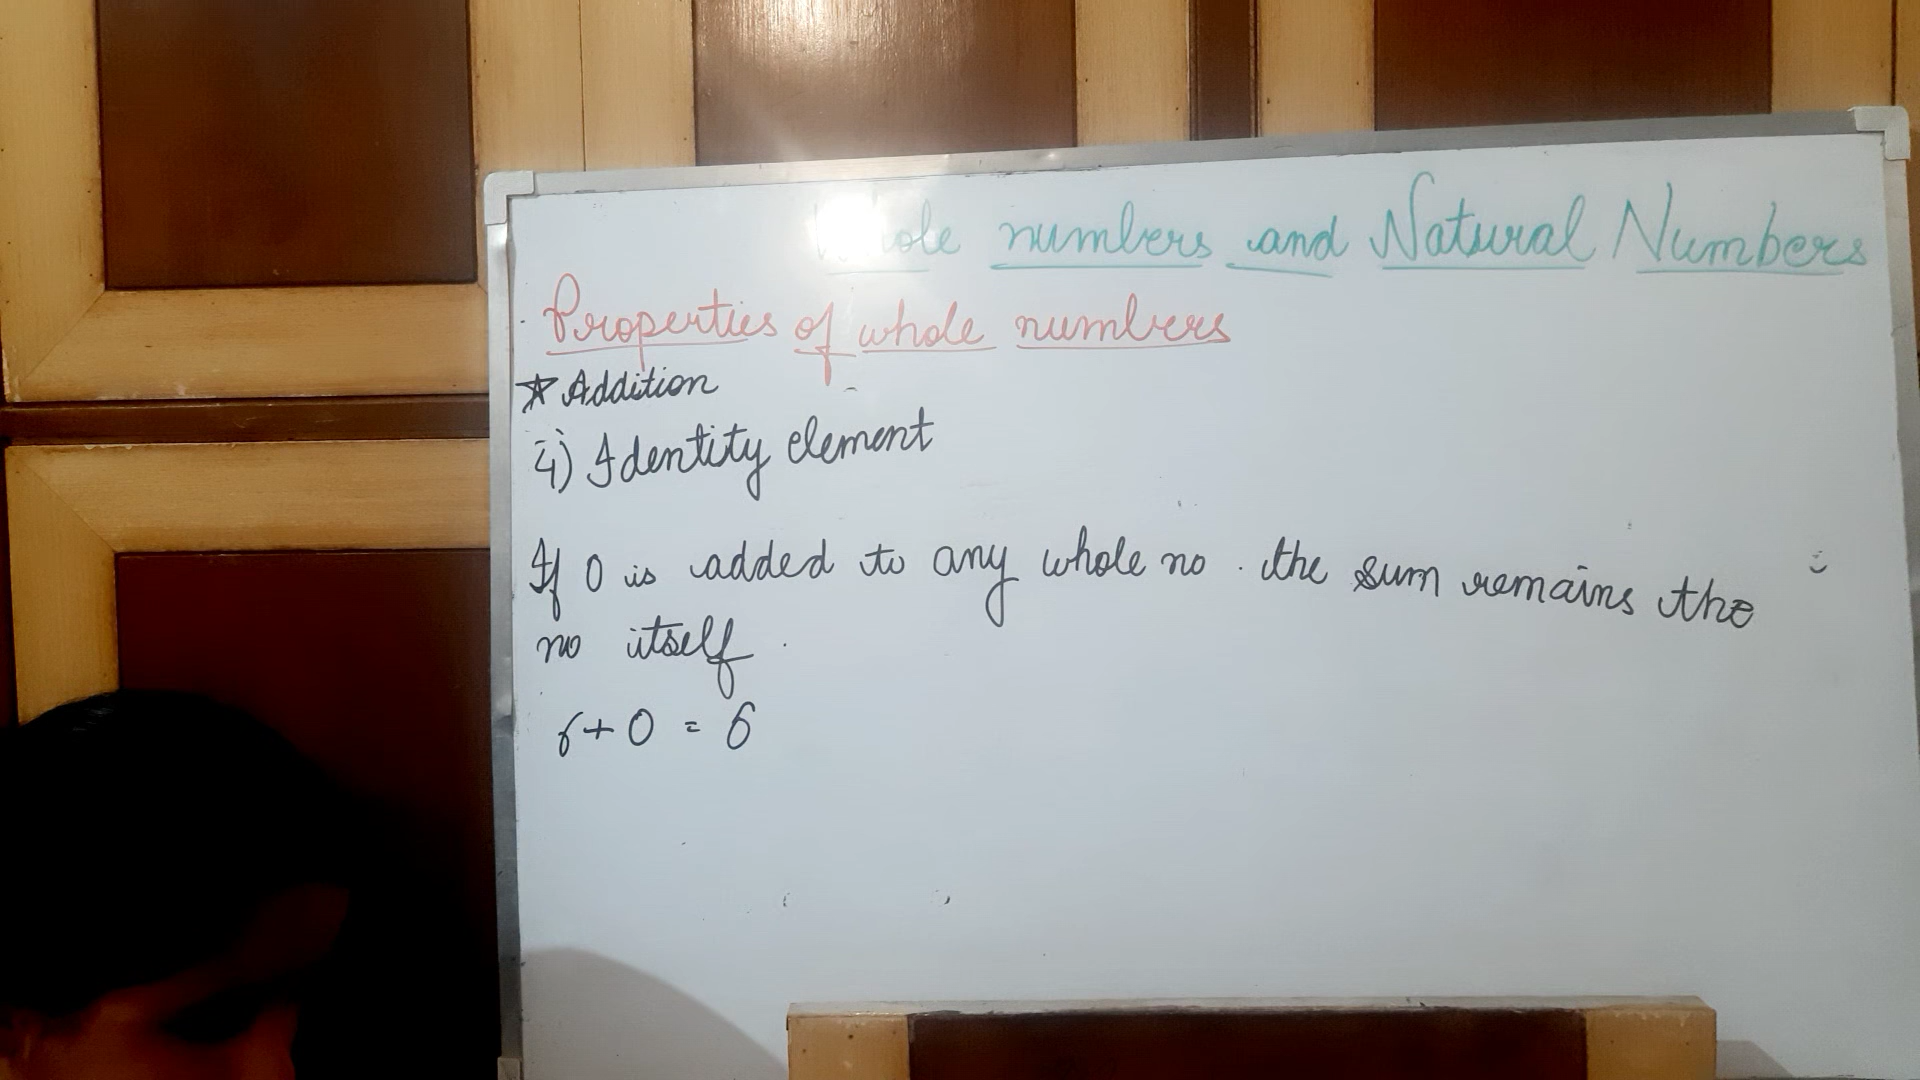 Whole numbers and Natural Numbers
Properties of whole numbers
★ Addition
4) Identity element
If 0 is added to any whole no. the sum remains the
no itself.
6+0 = 6